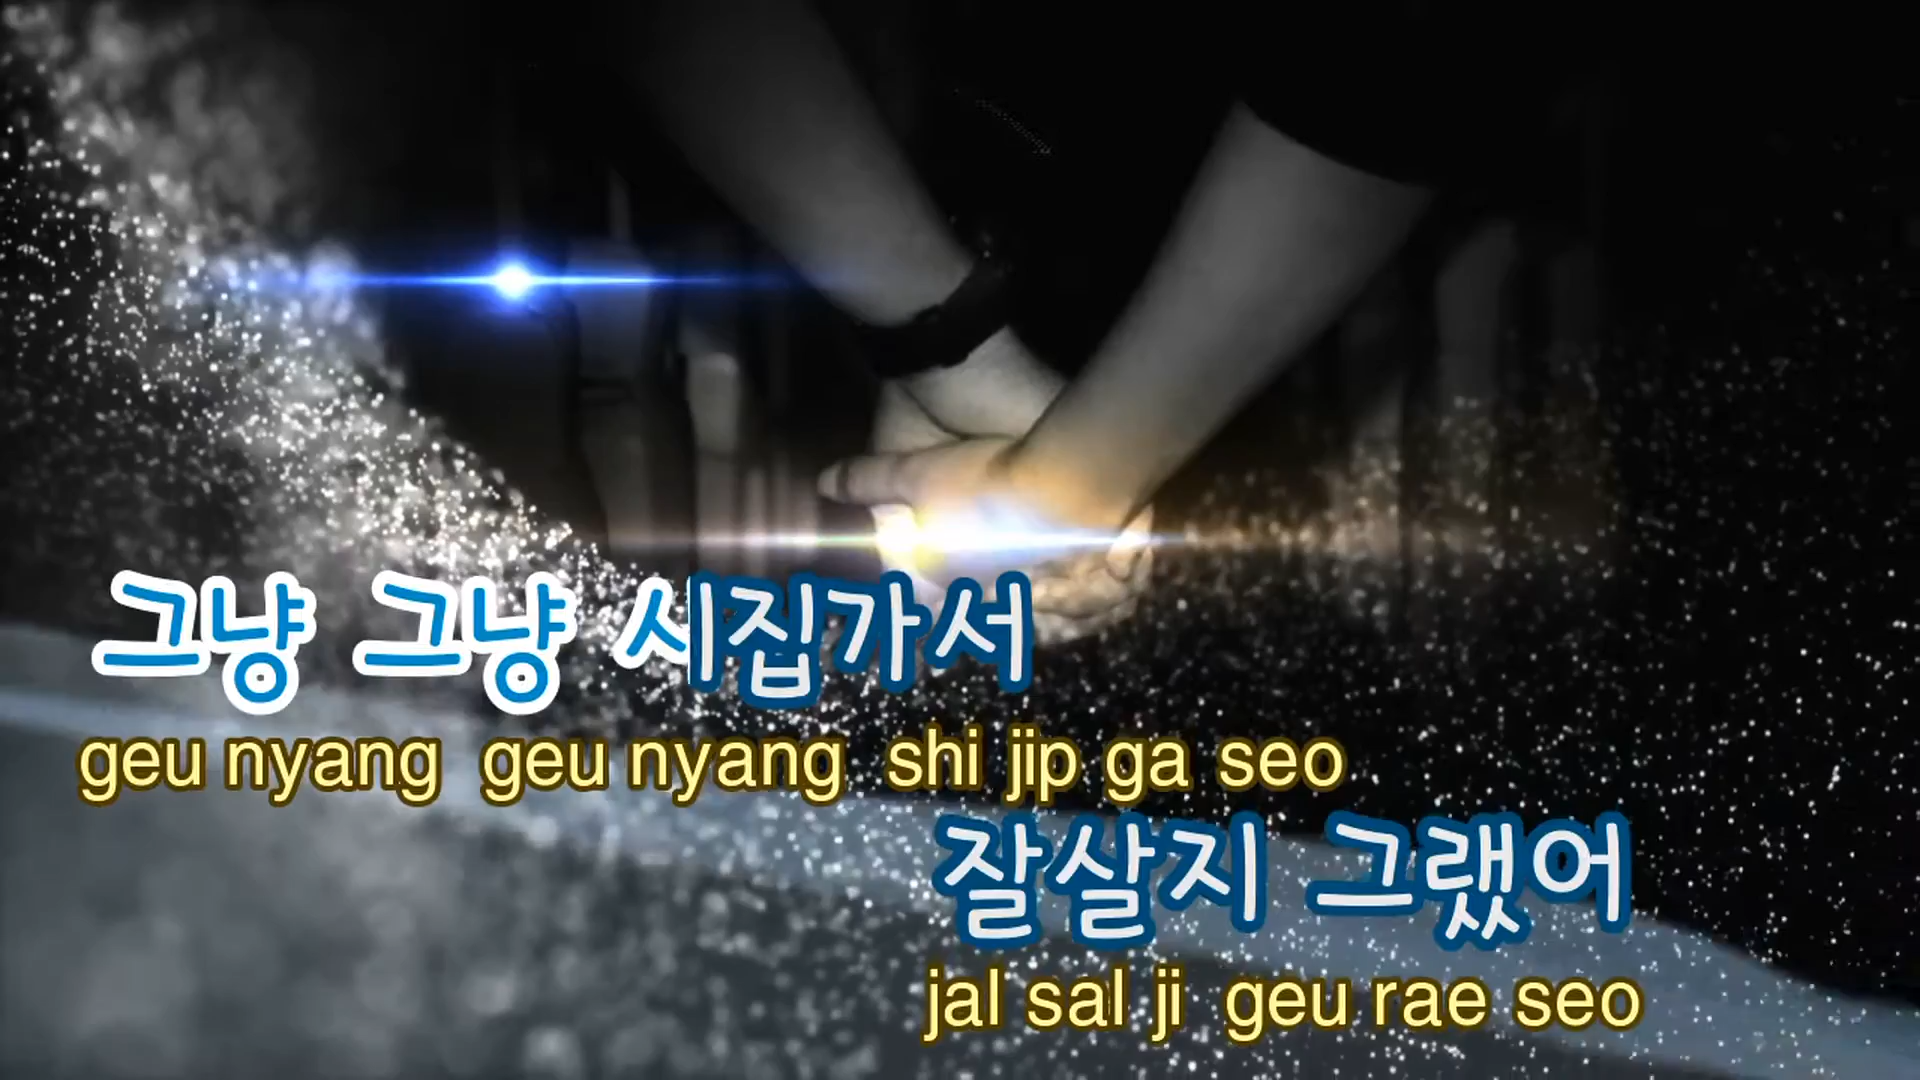 그냥 그냥 시집가서
geu nyang geu nyang shi jip ga seo
잘살지 그랬어
jal sal ji geu rae seo